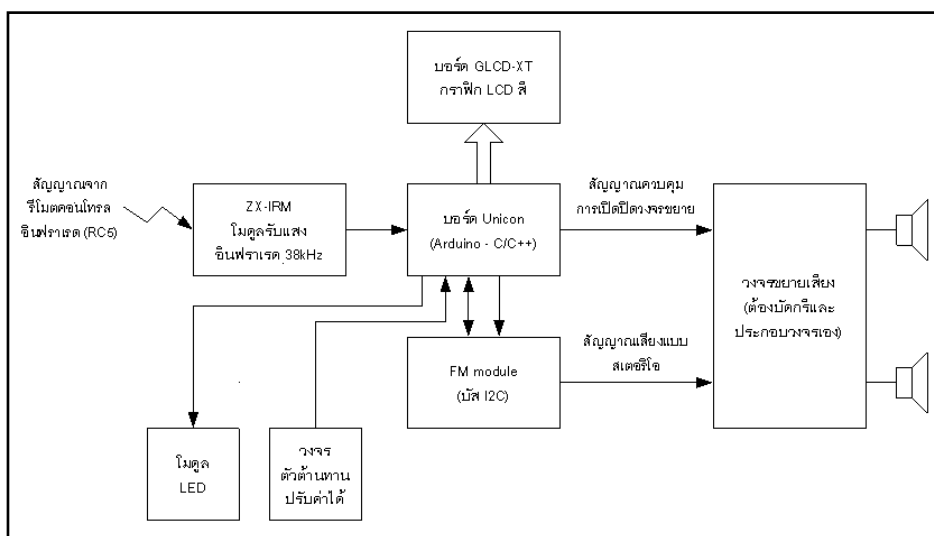 บอร์ด GLCD-XT
กราฟิก LCD สี
สัญญาณจาก
รีโมตคอนโทรล
อินฟราเรด (RC5)
ZX-IRM
โมดูลรับแสง
อินฟราเรด 38kHz
บอร์ด Unicon
(Arduino - C/C++)
สัญญาณควบคุม
การเปิดปิดวงจรขยาย
วงจรขยายเสียง
(ต้องบัดกรีและ
ประกอบวงจรเอง)
FM module
(บัส I2C)
สัญญาณเสียงแบบ
สเตอริโอ
โมดูล
LED
วงจร
ตัวต้านทาน
ปรับค่าได้